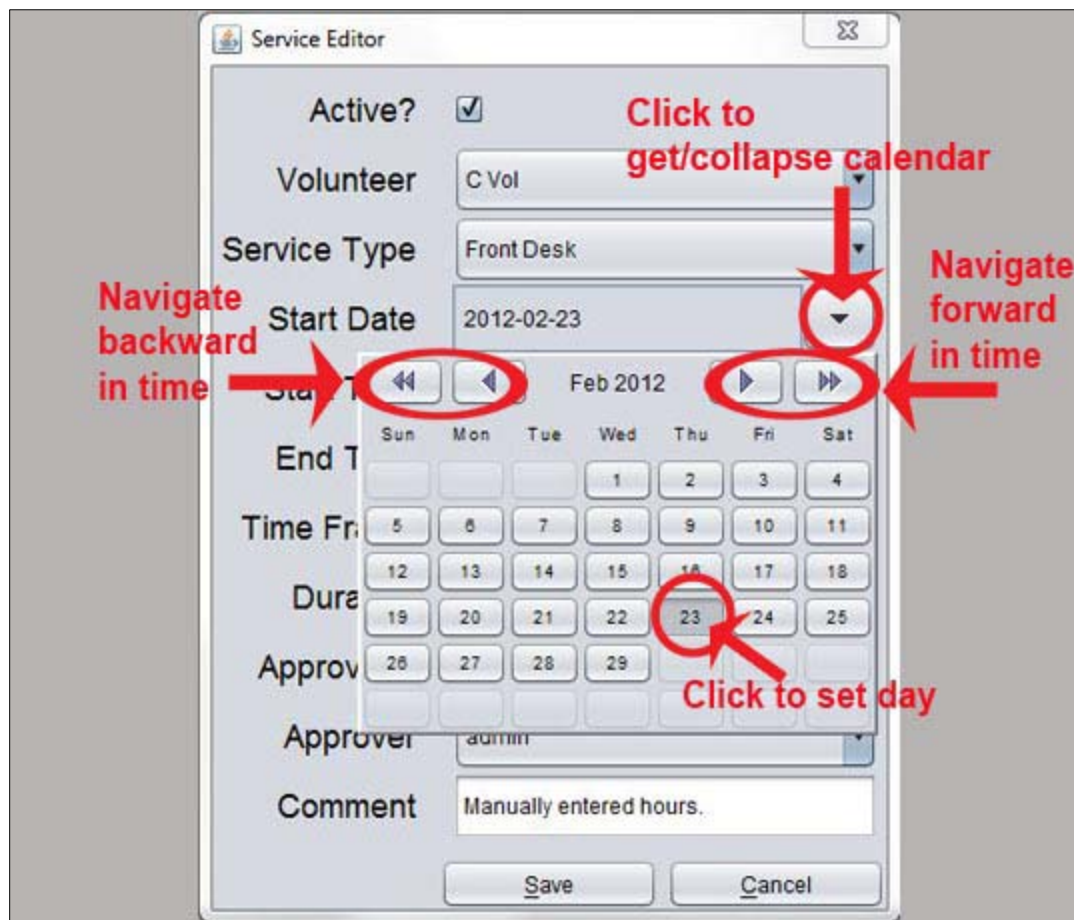 Service Editor
Active?
Click to
get/collapse calendar
Volunteer
C Vol
Service Type
Front Desk
Navigate
backward
in time
Start Date
2012-02-23
Navigate
forward
in time
Start T
Feb 2012
Sun Mon Tue Wed Thu Fri Sat
End T
1 2 3 4
Time Fra
5 6 7 8 9 10 11
12 13 14 15 16 17 18
Dura
19 20 21 22 23 24 25
Approv
26 27 28 29
Click to set day
Approver
admin
Comment
Manually entered hours.
Save
Cancel